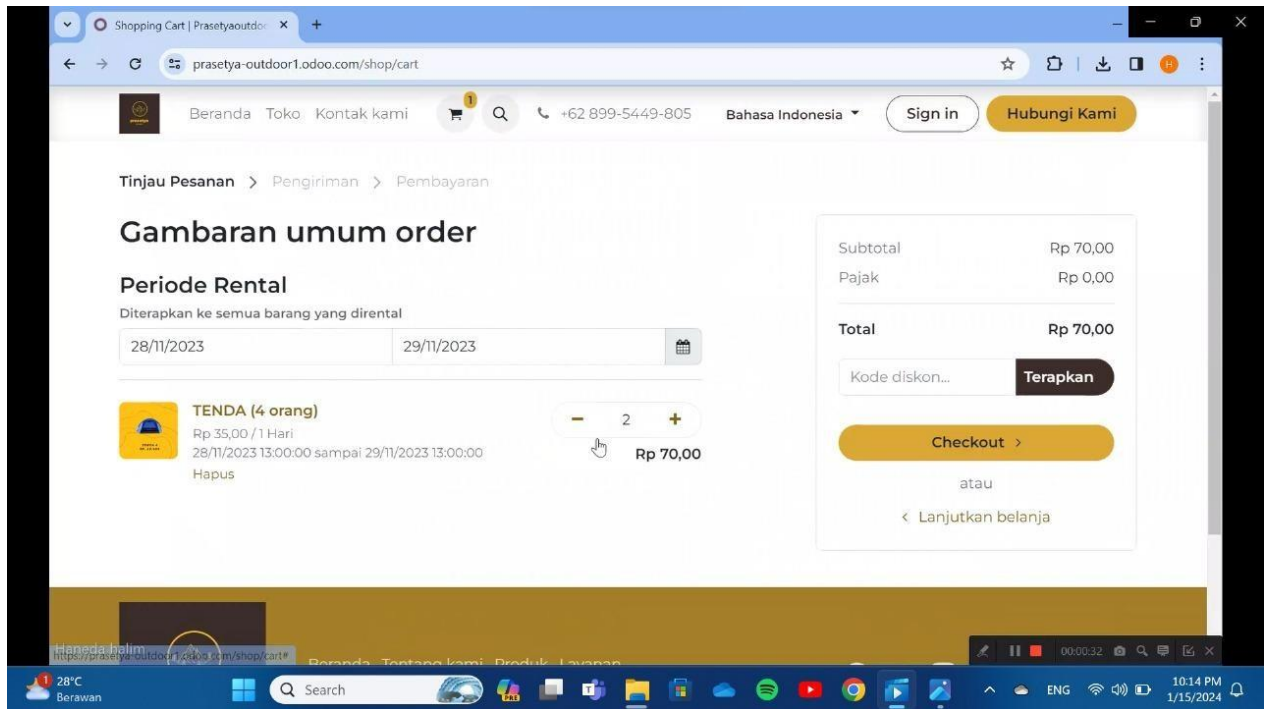 Shopping Cart | Prasetyaoutdo
prasetya-outdoor1.odoo.com/shop/cart
H
Beranda Toko Kontak kami 1 +62 899-5449-805 Bahasa Indonesia Sign in Hubungi Kami
Tinjau Pesanan > Pengiriman > Pembayaran
Gambaran umum order
Periode Rental
Diterapkan ke semua barang yang dirental
28/11/2023 29/11/2023
TENDA (4 orang)
Rp 35,00 / 1 Hari
28/11/2023 13:00:00 sampai 29/11/2023 13:00:00
Hapus
− 2 +
Rp 70,00
Subtotal Rp 70,00
Pajak Rp 0,00
Total Rp 70,00
Kode diskon... Terapkan
Checkout >
atau
< Lanjutkan belanja
Haneda halim
https://prasetya-outdoor1.odoo.com/shop/cart#
Beranda Tentang kami Produk Layanan
00:00:32
1
28°C
Berawan
Search
PRE
ENG
10:14 PM
1/15/2024